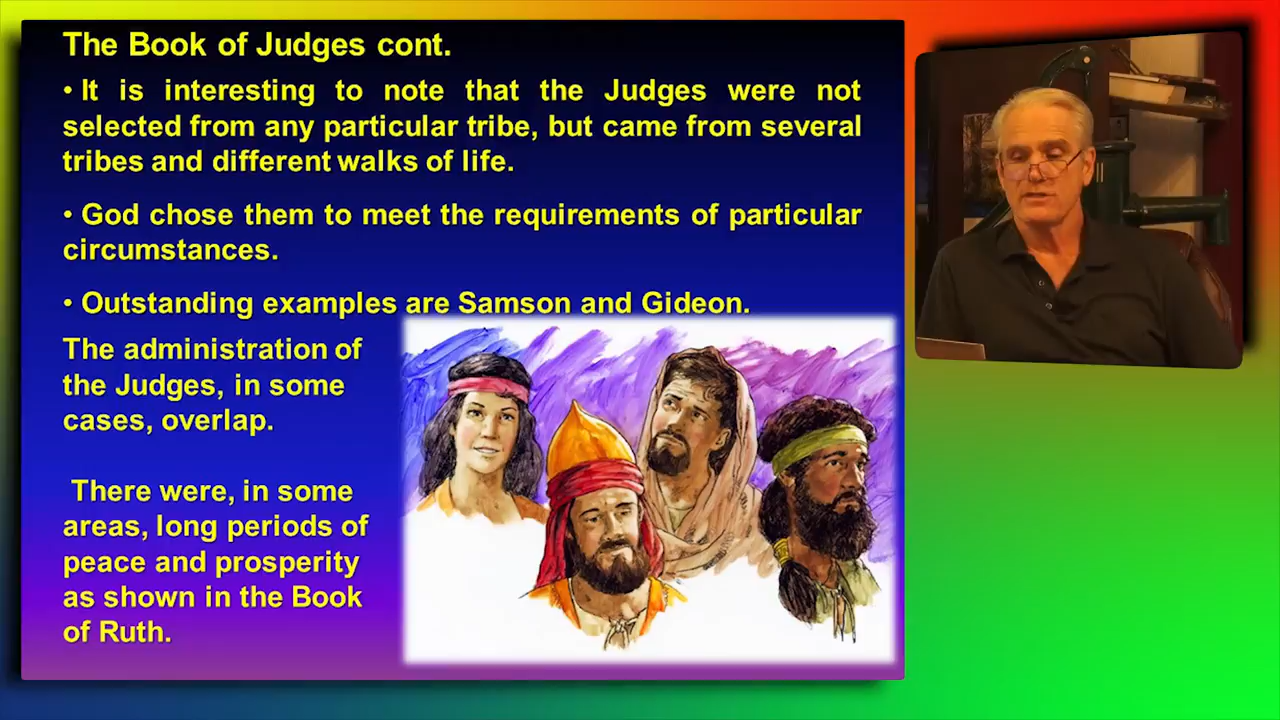 The Book of Judges cont.
• It is interesting to note that the Judges were not
selected from any particular tribe, but came from several
tribes and different walks of life.
• God chose them to meet the requirements of particular
circumstances.
• Outstanding examples are Samson and Gideon.
The administration of
the Judges, in some
cases, overlap.
There were, in some
areas, long periods of
peace and prosperity
as shown in the Book
of Ruth.